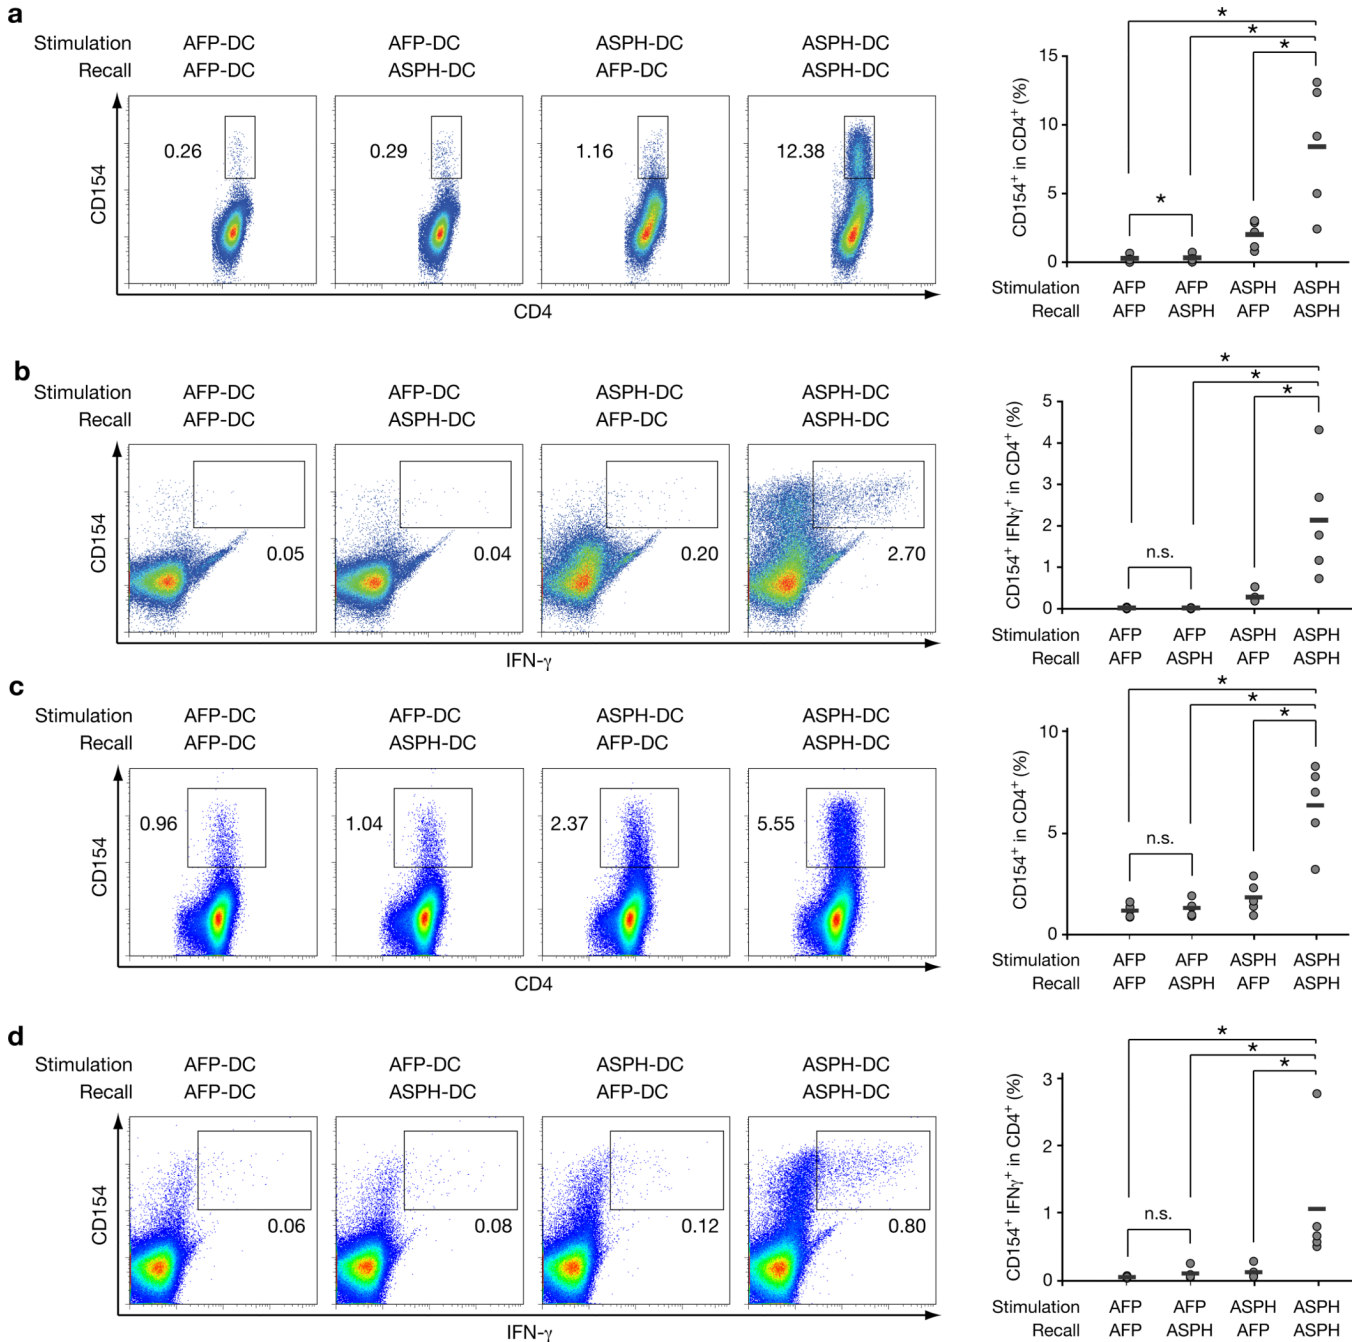 a
Stimulation AFP-DC AFP-DC ASPH-DC ASPH-DC
Recall AFP-DC ASPH-DC AFP-DC ASPH-DC
0.26 0.29 1.16 12.38
CD154
CD4
* * * *
CD154⁺ in CD4⁺ (%)
15
10
5
0
Stimulation AFP AFP ASPH ASPH
Recall AFP ASPH AFP ASPH
b
Stimulation AFP-DC AFP-DC ASPH-DC ASPH-DC
Recall AFP-DC ASPH-DC AFP-DC ASPH-DC
0.05 0.04 0.20 2.70
CD154
IFN-γ
* * *
n.s.
CD154⁺ IFNγ⁺ in CD4⁺ (%)
5
4
3
2
1
0
Stimulation AFP AFP ASPH ASPH
Recall AFP ASPH AFP ASPH
c
Stimulation AFP-DC AFP-DC ASPH-DC ASPH-DC
Recall AFP-DC ASPH-DC AFP-DC ASPH-DC
0.96 1.04 2.37 5.55
CD154
CD4
* * *
n.s.
CD154⁺ in CD4⁺ (%)
10
5
0
Stimulation AFP AFP ASPH ASPH
Recall AFP ASPH AFP ASPH
d
Stimulation AFP-DC AFP-DC ASPH-DC ASPH-DC
Recall AFP-DC ASPH-DC AFP-DC ASPH-DC
0.06 0.08 0.12 0.80
CD154
IFN-γ
* * *
n.s.
CD154⁺ IFNγ⁺ in CD4⁺ (%)
3
2
1
0
Stimulation AFP AFP ASPH ASPH
Recall AFP ASPH AFP ASPH